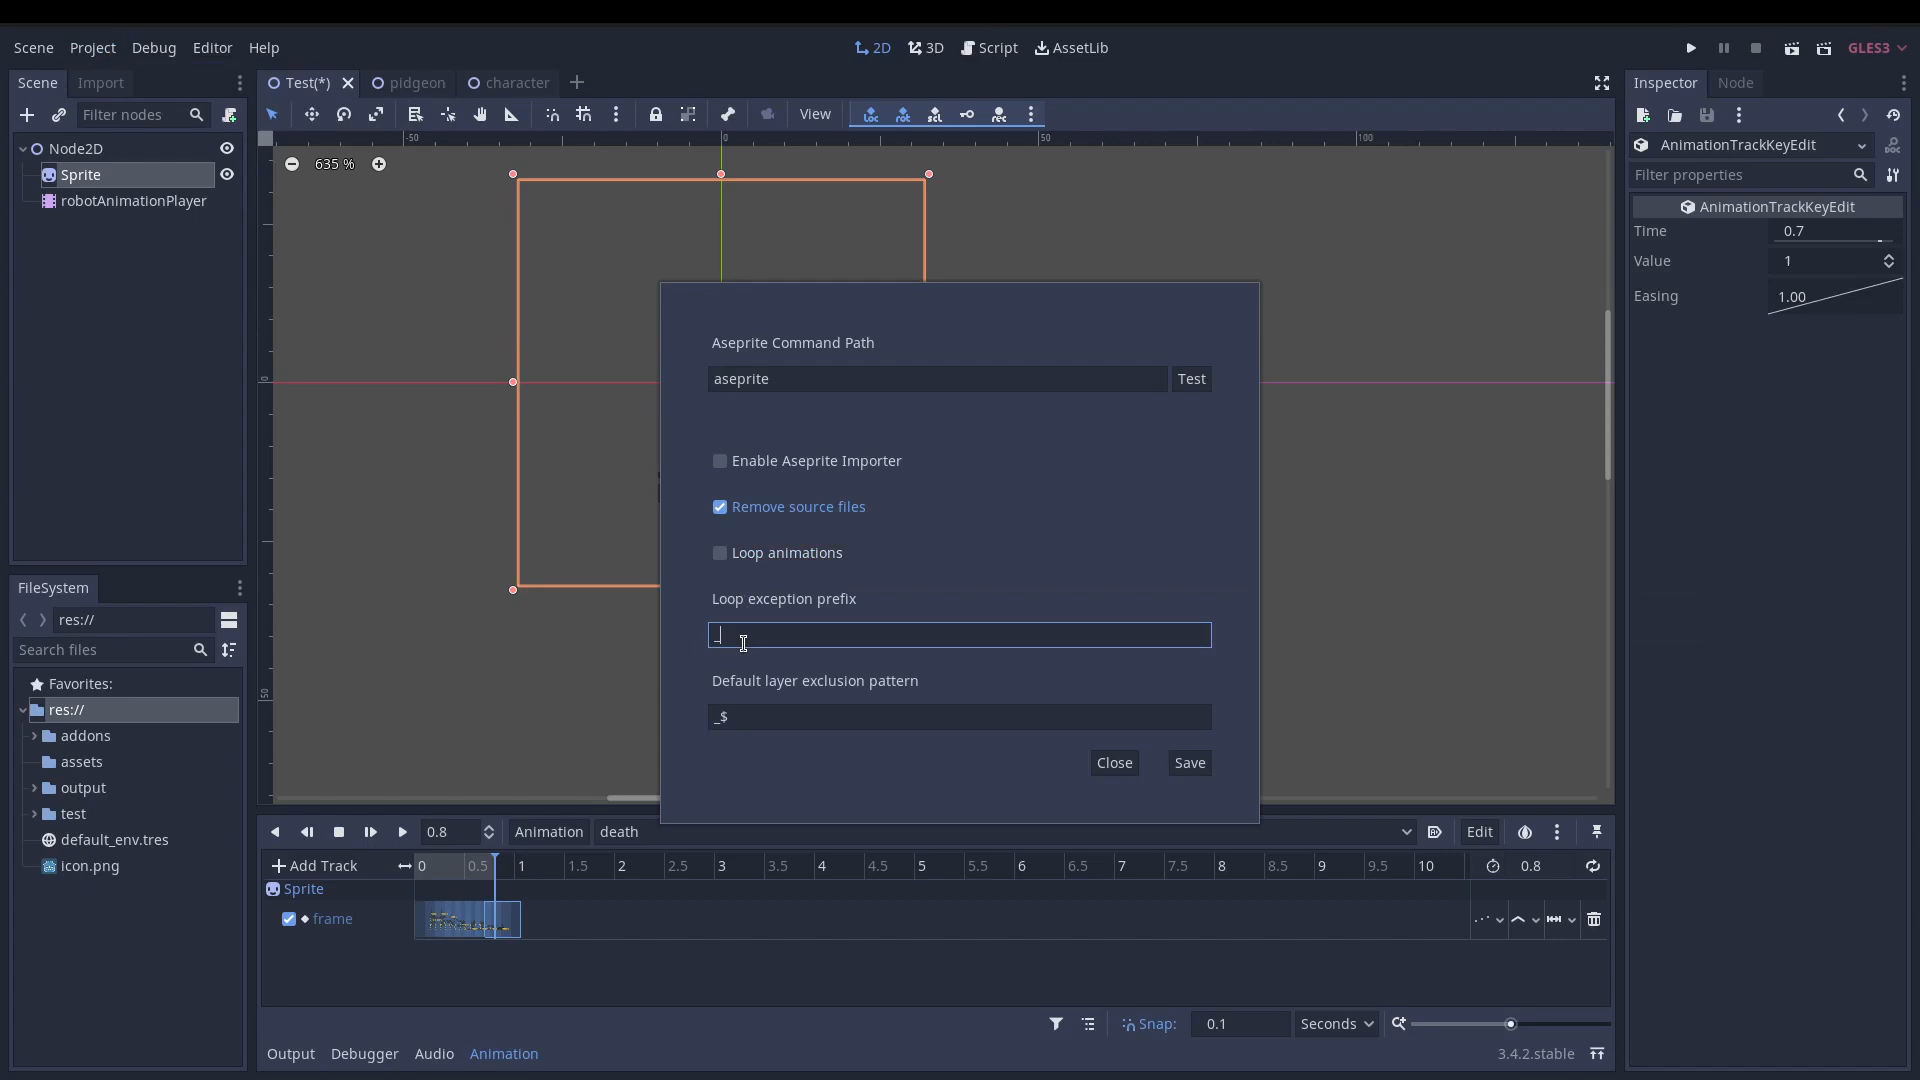 Scene Project Debug Editor Help 2D 3D Script AssetLib GLES3
Scene Import Test(*) pidgeon character Inspector Node
Filter nodes View
Node2D
Sprite
robotAnimationPlayer
635 %
-50 0 50 100
0
50
AnimationTrackKeyEdit
Filter properties
AnimationTrackKeyEdit
Time 0.7
Value 1
Easing 1.00
Aseprite Command Path
aseprite Test
Enable Aseprite Importer
Remove source files
Loop animations
Loop exception prefix
_
Default layer exclusion pattern
_$
Close Save
FileSystem
res://
Search files
Favorites:
res://
addons
assets
output
test
default_env.tres
icon.png
0.8 Animation death Edit
Add Track 0 0.5 1 1.5 2 2.5 3 3.5 4 4.5 5 5.5 6 6.5 7 7.5 8 8.5 9 9.5 10 0.8
Sprite
frame
Snap: 0.1 Seconds
Output Debugger Audio Animation 3.4.2.stable